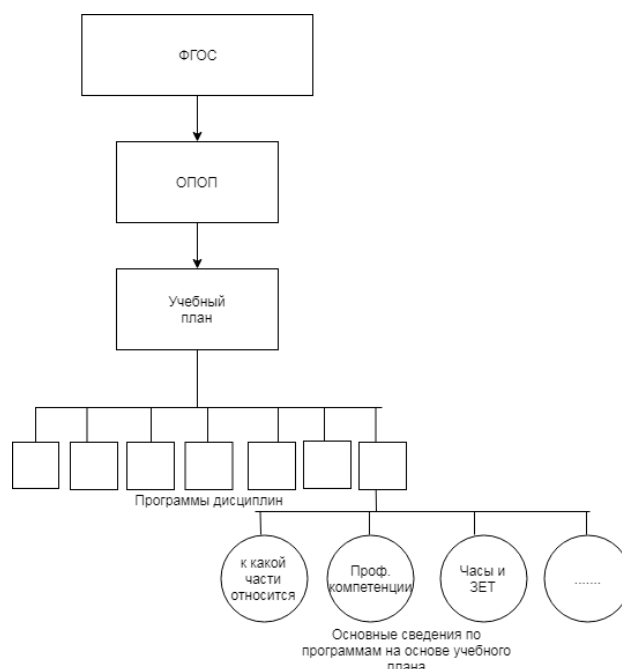 ФГОС
ОПОП
Учебный
план
Программы дисциплин
к какой
части
относится
Проф.
компетенции
Часы и
ЗЕТ
.......
Основные сведения по
программам на основе учебного
плана